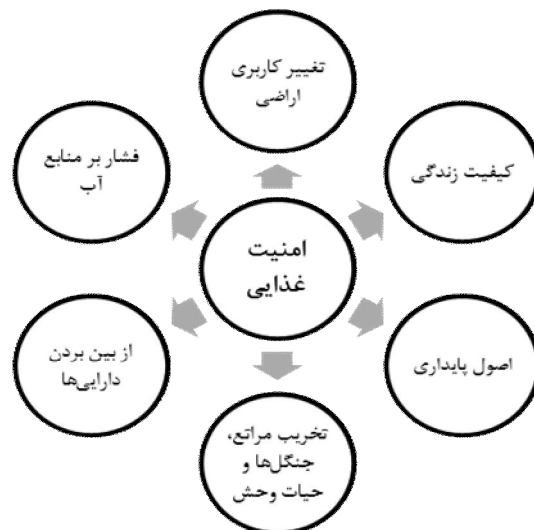 تغییر کاربری
اراضی
کیفیت زندگی
فشار بر منابع
آب
امنیت
غذایی
اصول پایداری
از بین بردن
دارایی‌ها
تخریب مراتع،
جنگل‌ها و
حیات وحش